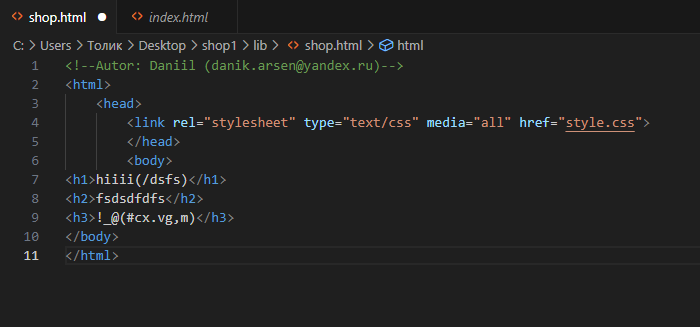 shop.html index.html
C: > Users > Толик > Desktop > shop1 > lib > shop.html > html
1 <!--Autor: Daniil (danik.arsen@yandex.ru)-->
2 <html>
3 <head>
4 <link rel="stylesheet" type="text/css" media="all" href="style.css">
5 </head>
6 <body>
7 <h1>hiiii(/dsfs)</h1>
8 <h2>fsdsdfdfs</h2>
9 <h3>!_@(#cx.vg,m)</h3>
10 </body>
11 </html>